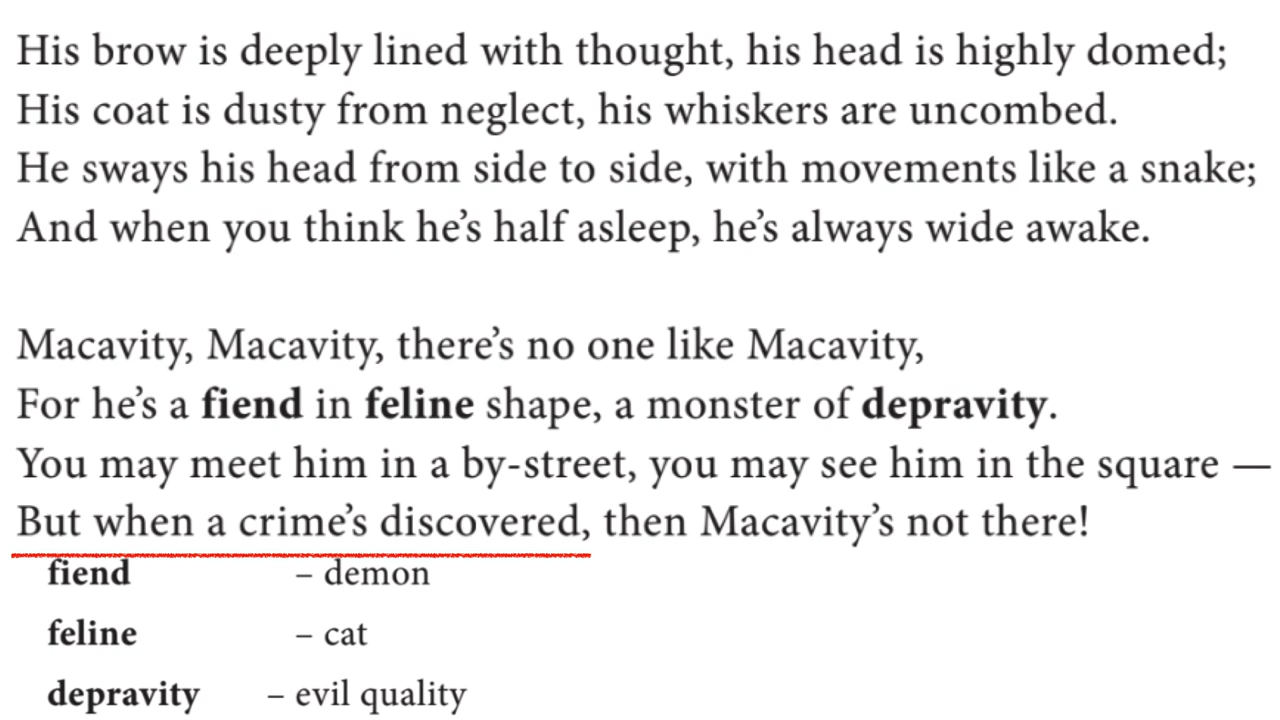 His brow is deeply lined with thought, his head is highly domed;
His coat is dusty from neglect, his whiskers are uncombed.
He sways his head from side to side, with movements like a snake;
And when you think he’s half asleep, he’s always wide awake.
Macavity, Macavity, there’s no one like Macavity,
For he’s a fiend in feline shape, a monster of depravity.
You may meet him in a by-street, you may see him in the square —
But when a crime’s discovered, then Macavity’s not there!
fiend – demon
feline – cat
depravity – evil quality